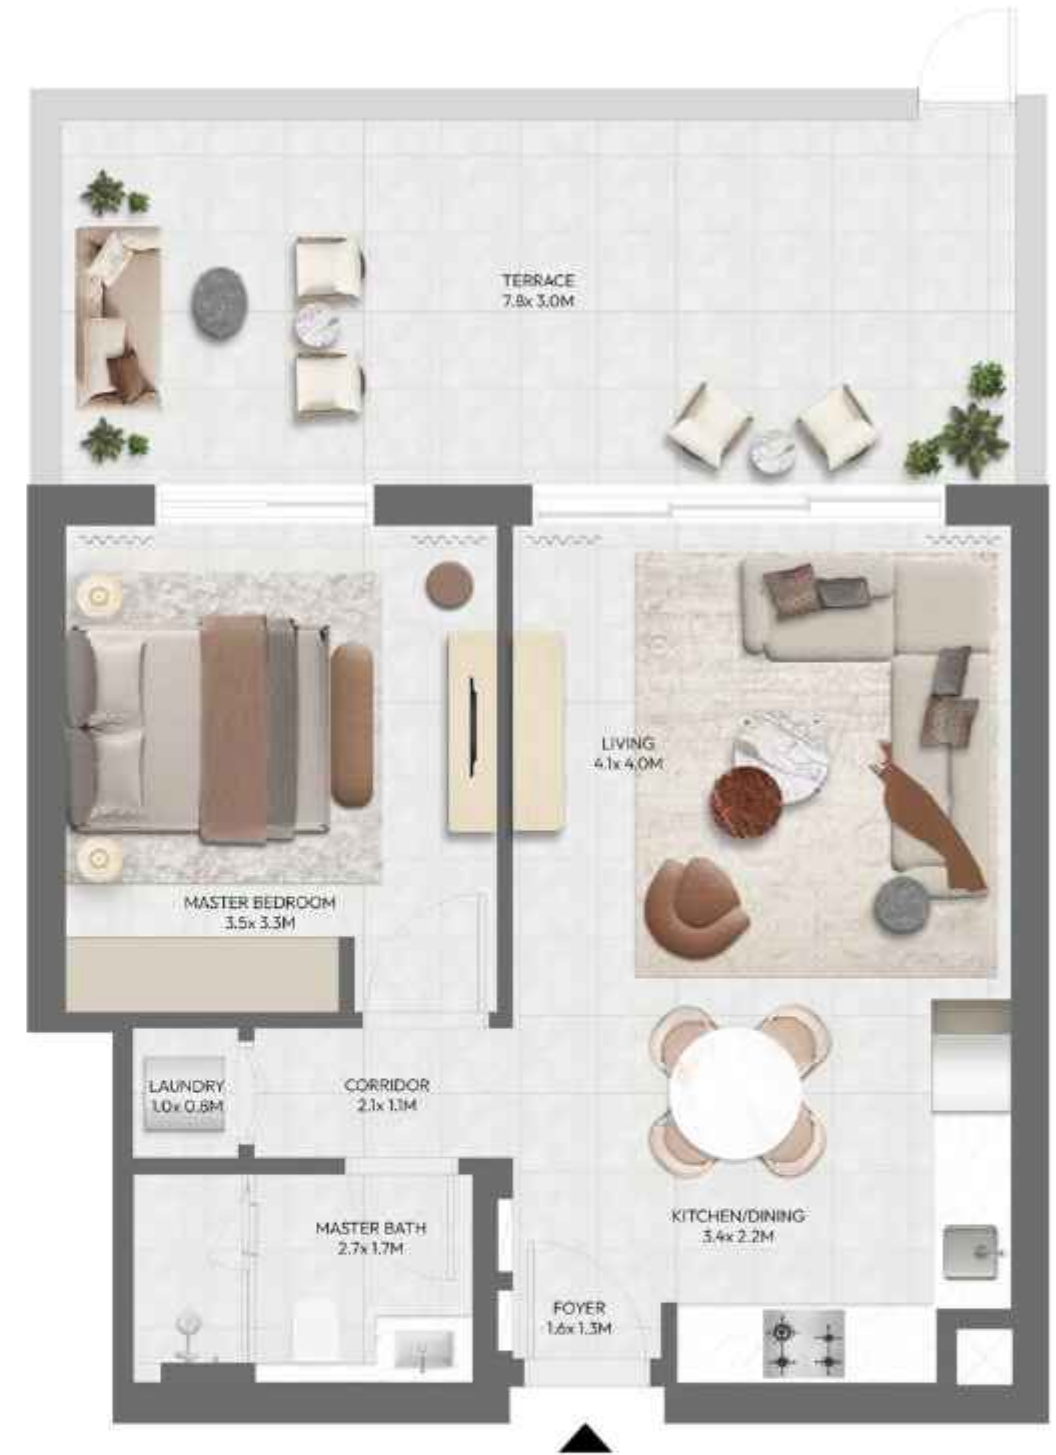 TERRACE
7.8x 3.0M
LIVING
4.1x 4.0M
MASTER BEDROOM
3.5x 3.3M
LAUNDRY
1.0x 0.8M
CORRIDOR
2.1x 1.1M
MASTER BATH
2.7x 1.7M
KITCHEN/DINING
3.4x 2.2M
FOYER
1.6x 1.3M